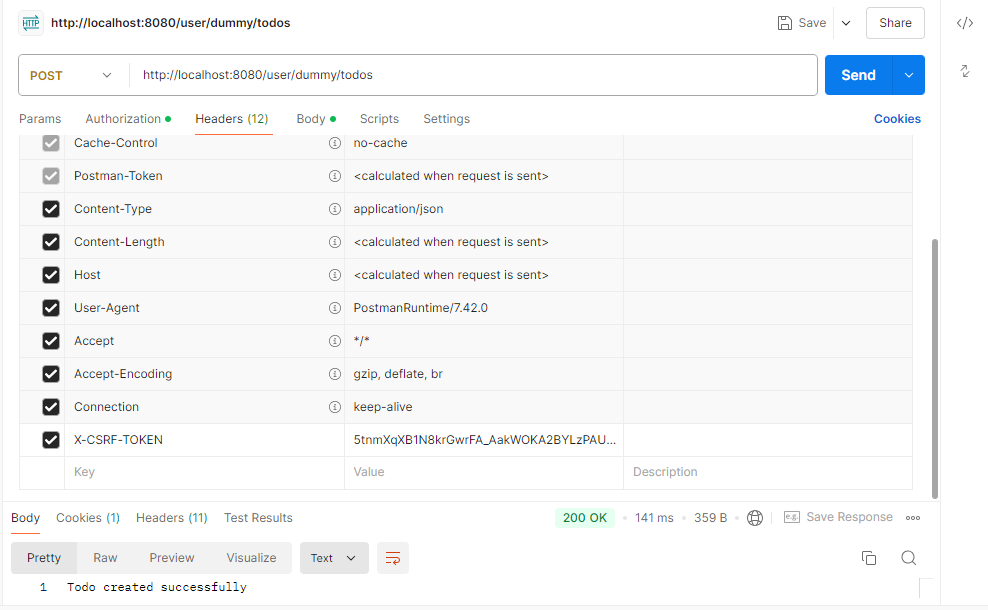 HTTP http://localhost:8080/user/dummy/todos Save Share </>
POST http://localhost:8080/user/dummy/todos Send
Params Authorization Headers (12) Body Scripts Settings Cookies
Cache-Control no-cache
Postman-Token <calculated when request is sent>
Content-Type application/json
Content-Length <calculated when request is sent>
Host <calculated when request is sent>
User-Agent PostmanRuntime/7.42.0
Accept */*
Accept-Encoding gzip, deflate, br
Connection keep-alive
X-CSRF-TOKEN 5tnmXqXB1N8krGwrFA_AakWOKA2BYLzPAU...
Key Value Description
Body Cookies (1) Headers (11) Test Results 200 OK 141 ms 359 B e.g. Save Response
Pretty Raw Preview Visualize Text
1 Todo created successfully